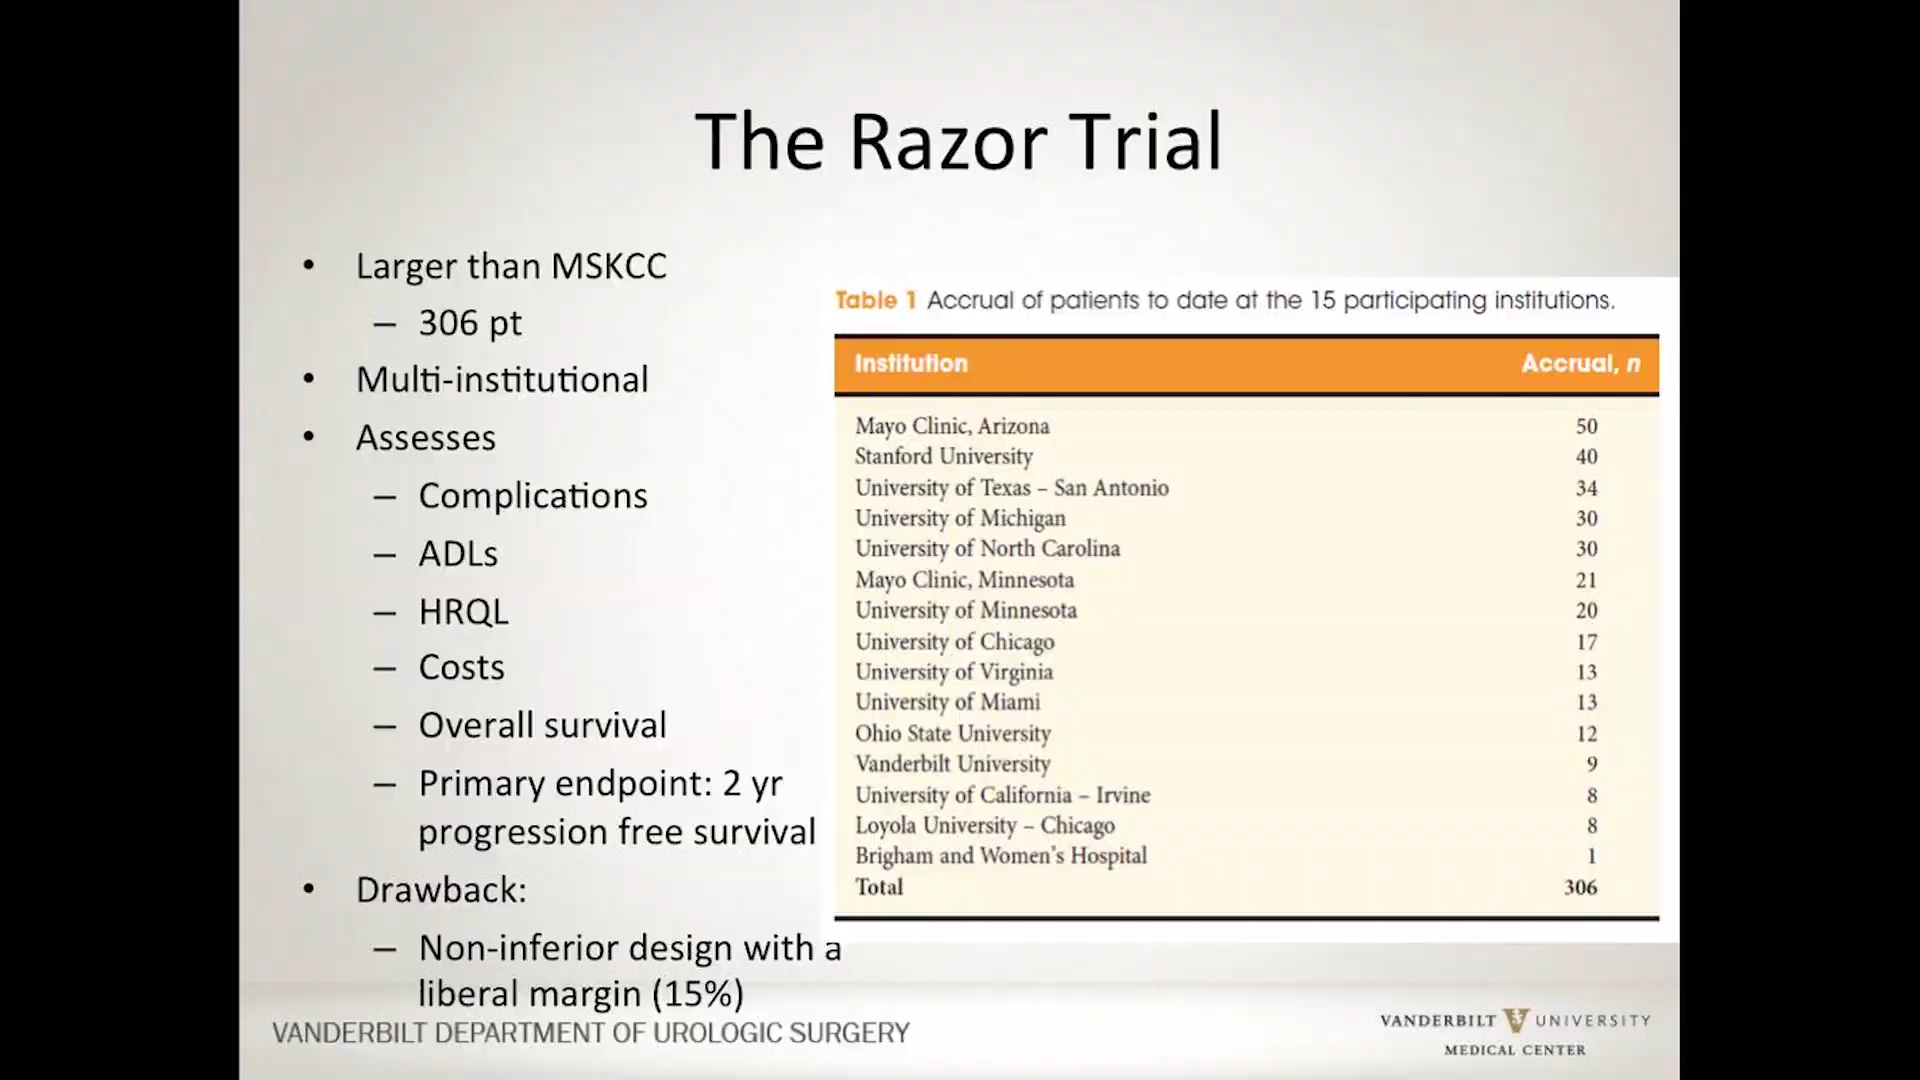 The Razor Trial
• Larger than MSKCC
– 306 pt
• Multi-institutional
• Assesses
– Complications
– ADLs
– HRQL
– Costs
– Overall survival
– Primary endpoint: 2 yr
progression free survival
• Drawback:
– Non-inferior design with a
liberal margin (15%)
Table 1 Accrual of patients to date at the 15 participating institutions.
Institution Accrual, n
Mayo Clinic, Arizona 50
Stanford University 40
University of Texas – San Antonio 34
University of Michigan 30
University of North Carolina 30
Mayo Clinic, Minnesota 21
University of Minnesota 20
University of Chicago 17
University of Virginia 13
University of Miami 13
Ohio State University 12
Vanderbilt University 9
University of California – Irvine 8
Loyola University – Chicago 8
Brigham and Women's Hospital 1
Total 306
VANDERBILT DEPARTMENT OF UROLOGIC SURGERY
VANDERBILT V UNIVERSITY
MEDICAL CENTER